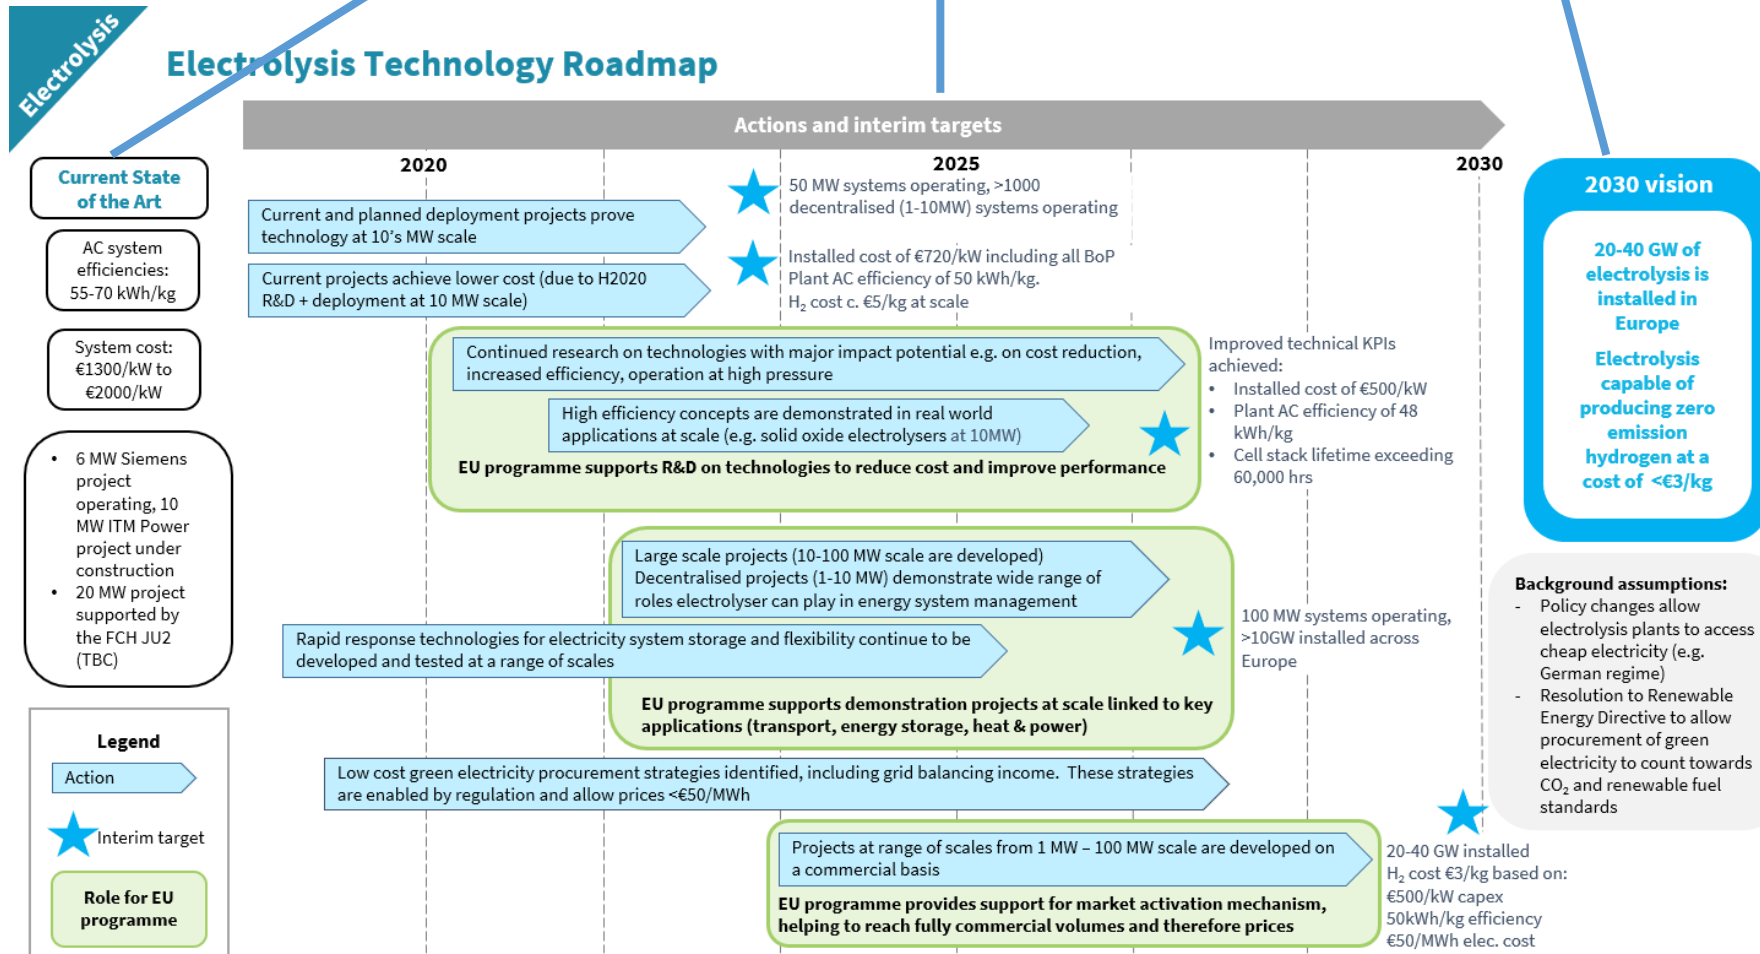 Electrolysis
Electrolysis Technology Roadmap
Actions and interim targets
2020
2025
2030
Current State
of the Art
AC system
efficiencies:
55-70 kWh/kg
System cost:
€1300/kW to
€2000/kW
• 6 MW Siemens
project
operating, 10
MW ITM Power
project under
construction
• 20 MW project
supported by
the FCH JU2
(TBC)
Legend
Action
Interim target
Role for EU
programme
Current and planned deployment projects prove
technology at 10's MW scale
50 MW systems operating, >1000
decentralised (1-10MW) systems operating
Current projects achieve lower cost (due to H2020
R&D + deployment at 10 MW scale)
Installed cost of €720/kW including all BoP
Plant AC efficiency of 50 kWh/kg.
H₂ cost c. €5/kg at scale
Continued research on technologies with major impact potential e.g. on cost reduction,
increased efficiency, operation at high pressure
High efficiency concepts are demonstrated in real world
applications at scale (e.g. solid oxide electrolysers at 10MW)
EU programme supports R&D on technologies to reduce cost and improve performance
Improved technical KPIs
achieved:
• Installed cost of €500/kW
• Plant AC efficiency of 48
kWh/kg
• Cell stack lifetime exceeding
60,000 hrs
Large scale projects (10-100 MW scale are developed)
Decentralised projects (1-10 MW) demonstrate wide range of
roles electrolyser can play in energy system management
Rapid response technologies for electricity system storage and flexibility continue to be
developed and tested at a range of scales
EU programme supports demonstration projects at scale linked to key
applications (transport, energy storage, heat & power)
100 MW systems operating,
>10GW installed across
Europe
Low cost green electricity procurement strategies identified, including grid balancing income. These strategies
are enabled by regulation and allow prices <€50/MWh
Projects at range of scales from 1 MW – 100 MW scale are developed on
a commercial basis
EU programme provides support for market activation mechanism,
helping to reach fully commercial volumes and therefore prices
20-40 GW installed
H₂ cost €3/kg based on:
€500/kW capex
50kWh/kg efficiency
€50/MWh elec. cost
2030 vision
20-40 GW of
electrolysis is
installed in
Europe
Electrolysis
capable of
producing zero
emission
hydrogen at a
cost of <€3/kg
Background assumptions:
- Policy changes allow
electrolysis plants to access
cheap electricity (e.g.
German regime)
- Resolution to Renewable
Energy Directive to allow
procurement of green
electricity to count towards
CO₂ and renewable fuel
standards